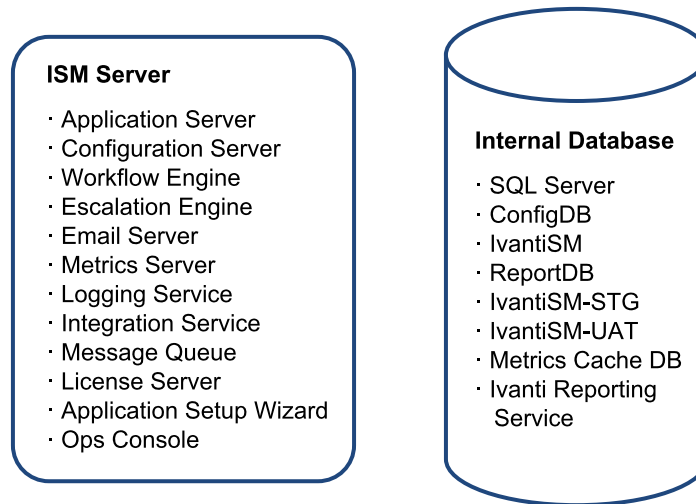 ISM Server
· Application Server
· Configuration Server
· Workflow Engine
· Escalation Engine
· Email Server
· Metrics Server
· Logging Service
· Integration Service
· Message Queue
· License Server
· Application Setup Wizard
· Ops Console
Internal Database
· SQL Server
· ConfigDB
· IvantiSM
· ReportDB
· IvantiSM-STG
· IvantiSM-UAT
· Metrics Cache DB
· Ivanti Reporting
Service